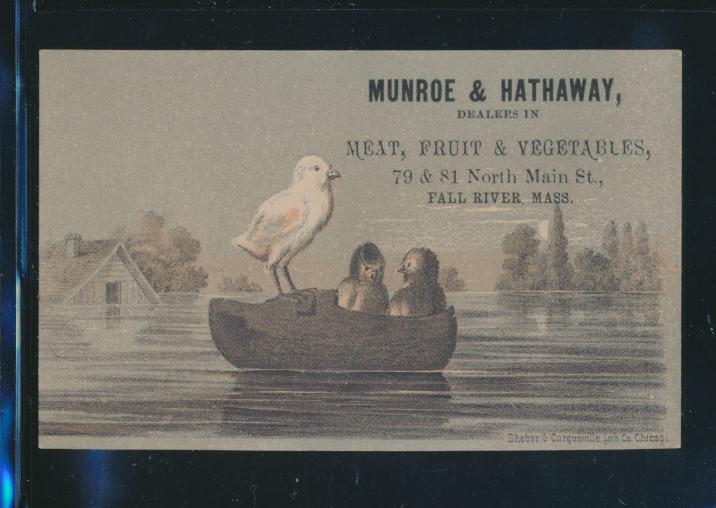 MUNROE & HATHAWAY,
DEALERS IN
MEAT, FRUIT & VEGETABLES,
79 & 81 North Main St.,
FALL RIVER, MASS.
Shober & Carqueville Lith. Co. Chicago.